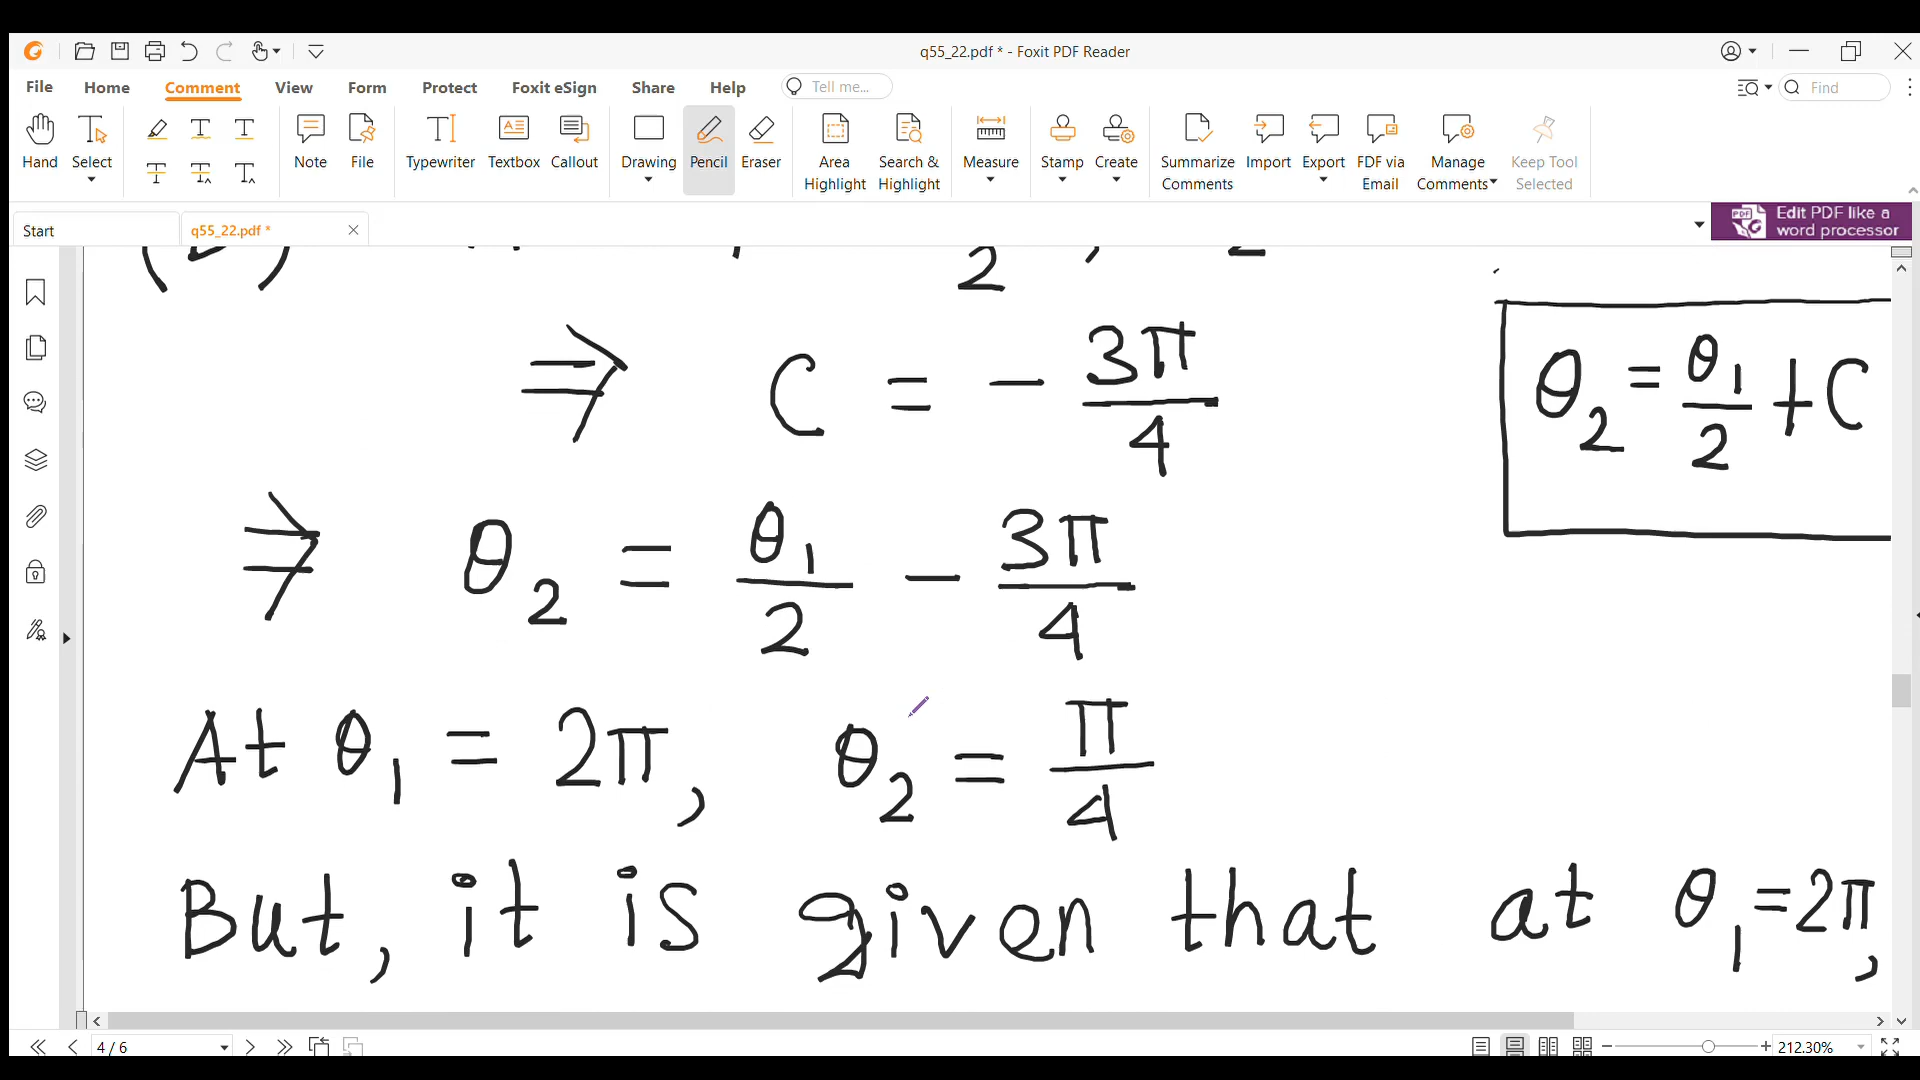 q55_22.pdf * - Foxit PDF Reader
File Home Comment View Form Protect Foxit eSign Share Help Tell me... Find
Hand Select Note File Typewriter Textbox Callout Drawing Pencil Eraser Area Highlight Search & Highlight Measure Stamp Create Summarize Comments Import Export FDF via Email Manage Comments Keep Tool Selected
Start q55_22.pdf *
Edit PDF like a
word processor
⇒ C = - 3π/4
θ₂ = θ₁/2 + C
⇒ θ₂ = θ₁/2 - 3π/4
At θ₁ = 2π, θ₂ = π/4
But, it is given that at θ₁ = 2π,
4 / 6 212.30%